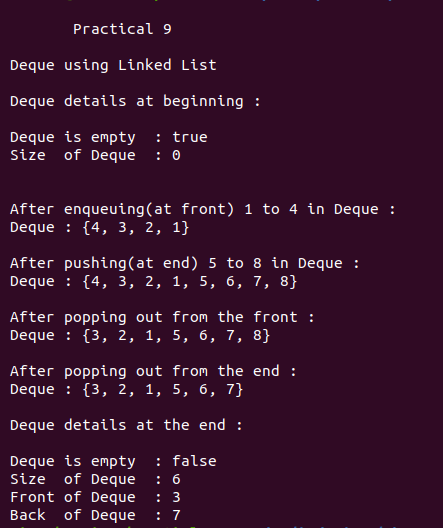 Practical 9
Deque using Linked List
Deque details at beginning :
Deque is empty  : true
Size  of Deque  : 0
After enqueuing(at front) 1 to 4 in Deque :
Deque : {4, 3, 2, 1}
After pushing(at end) 5 to 8 in Deque :
Deque : {4, 3, 2, 1, 5, 6, 7, 8}
After popping out from the front :
Deque : {3, 2, 1, 5, 6, 7, 8}
After popping out from the end :
Deque : {3, 2, 1, 5, 6, 7}
Deque details at the end :
Deque is empty  : false
Size  of Deque  : 6
Front of Deque  : 3
Back  of Deque  : 7